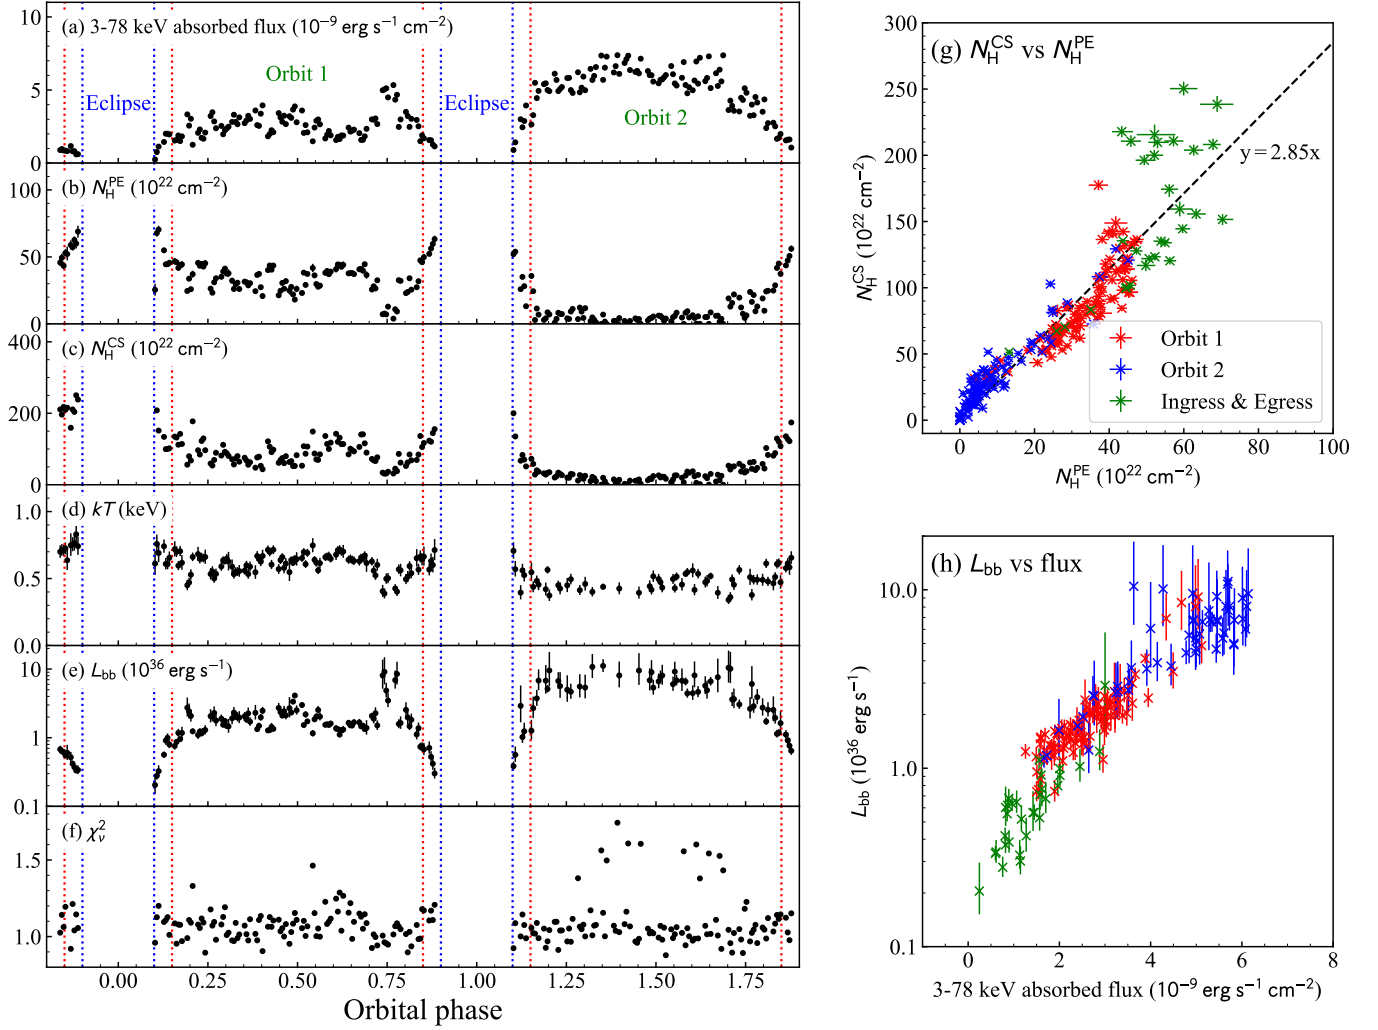 (a) 3-78 keV absorbed flux (10⁻⁹ erg s⁻¹ cm⁻²)
10
5
0
Eclipse
Orbit 1
Eclipse
Orbit 2
(b) N_H^PE (10²² cm⁻²)
100
50
0
(c) N_H^CS (10²² cm⁻²)
400
200
0
(d) kT (keV)
1.0
0.5
0.0
(e) L_bb (10³⁶ erg s⁻¹)
10
1
0.1
(f) χ_ν²
1.5
1.0
0.00 0.25 0.50 0.75 1.00 1.25 1.50 1.75
Orbital phase
(g) N_H^CS vs N_H^PE
300
250
200
150
100
50
0
N_H^CS (10²² cm⁻²)
y = 2.85x
Orbit 1
Orbit 2
Ingress & Egress
0 20 40 60 80 100
N_H^PE (10²² cm⁻²)
(h) L_bb vs flux
10.0
1.0
0.1
L_bb (10³⁶ erg s⁻¹)
0 2 4 6 8
3-78 keV absorbed flux (10⁻⁹ erg s⁻¹ cm⁻²)